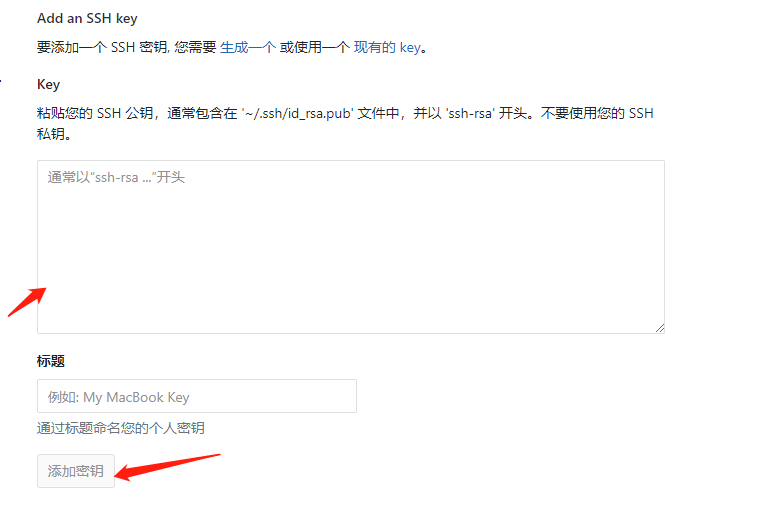 Add an SSH key
要添加一个 SSH 密钥, 您需要 生成一个 或使用一个 现有的 key。
Key
粘贴您的 SSH 公钥，通常包含在 '~/.ssh/id_rsa.pub' 文件中，并以 'ssh-rsa' 开头。不要使用您的 SSH
私钥。
通常以“ssh-rsa ...”开头
标题
例如: My MacBook Key
通过标题命名您的个人密钥
添加密钥